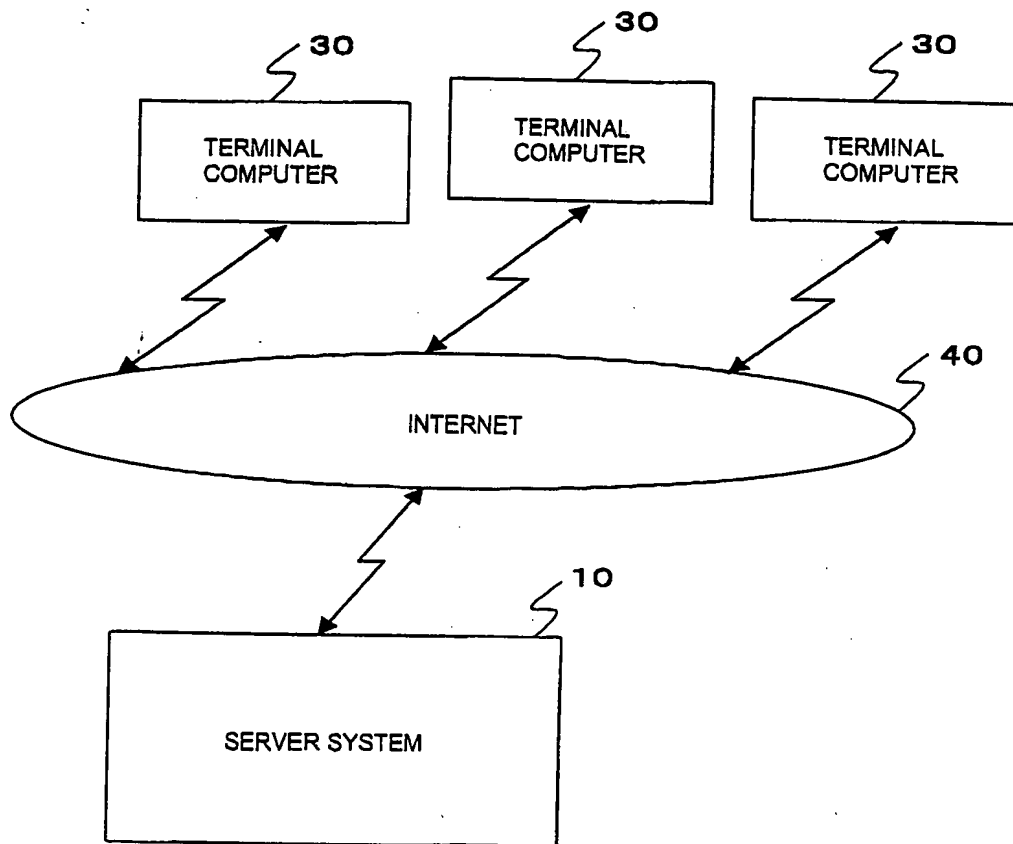 30
30
30
TERMINAL
COMPUTER
TERMINAL
COMPUTER
TERMINAL
COMPUTER
40
INTERNET
10
SERVER SYSTEM